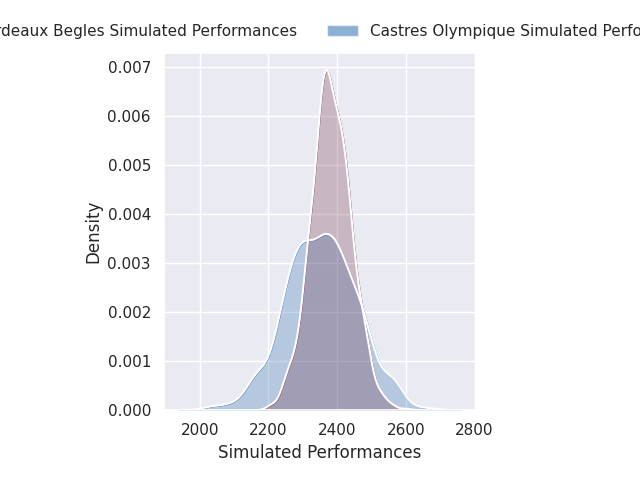 rdeaux Begles Simulated Performances Castres Olympique Simulated Perfo
0.007
0.006
0.005
0.004
0.003
0.002
0.001
0.000
Density
2000 2200 2400 2600 2800
Simulated Performances